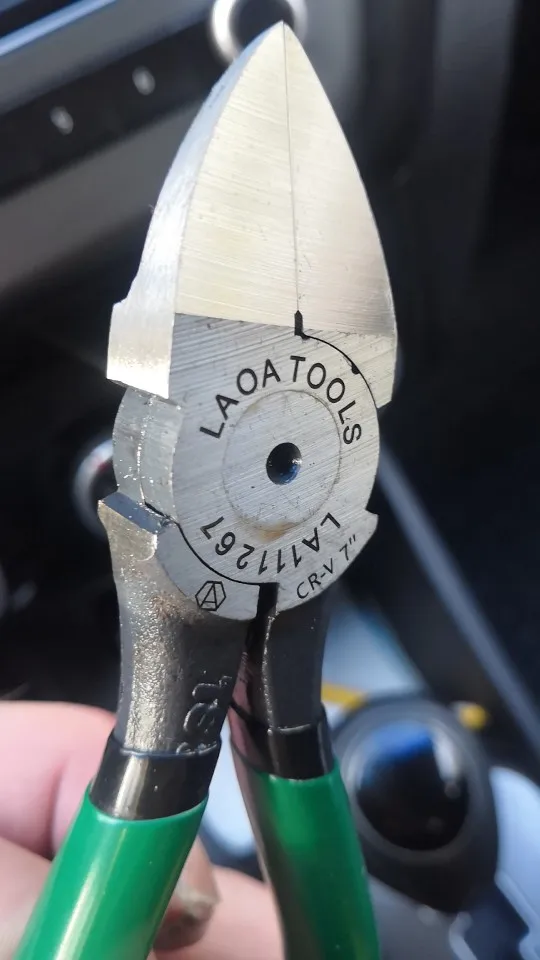 LAOA TOOLS
LA111267
CR-V 7"